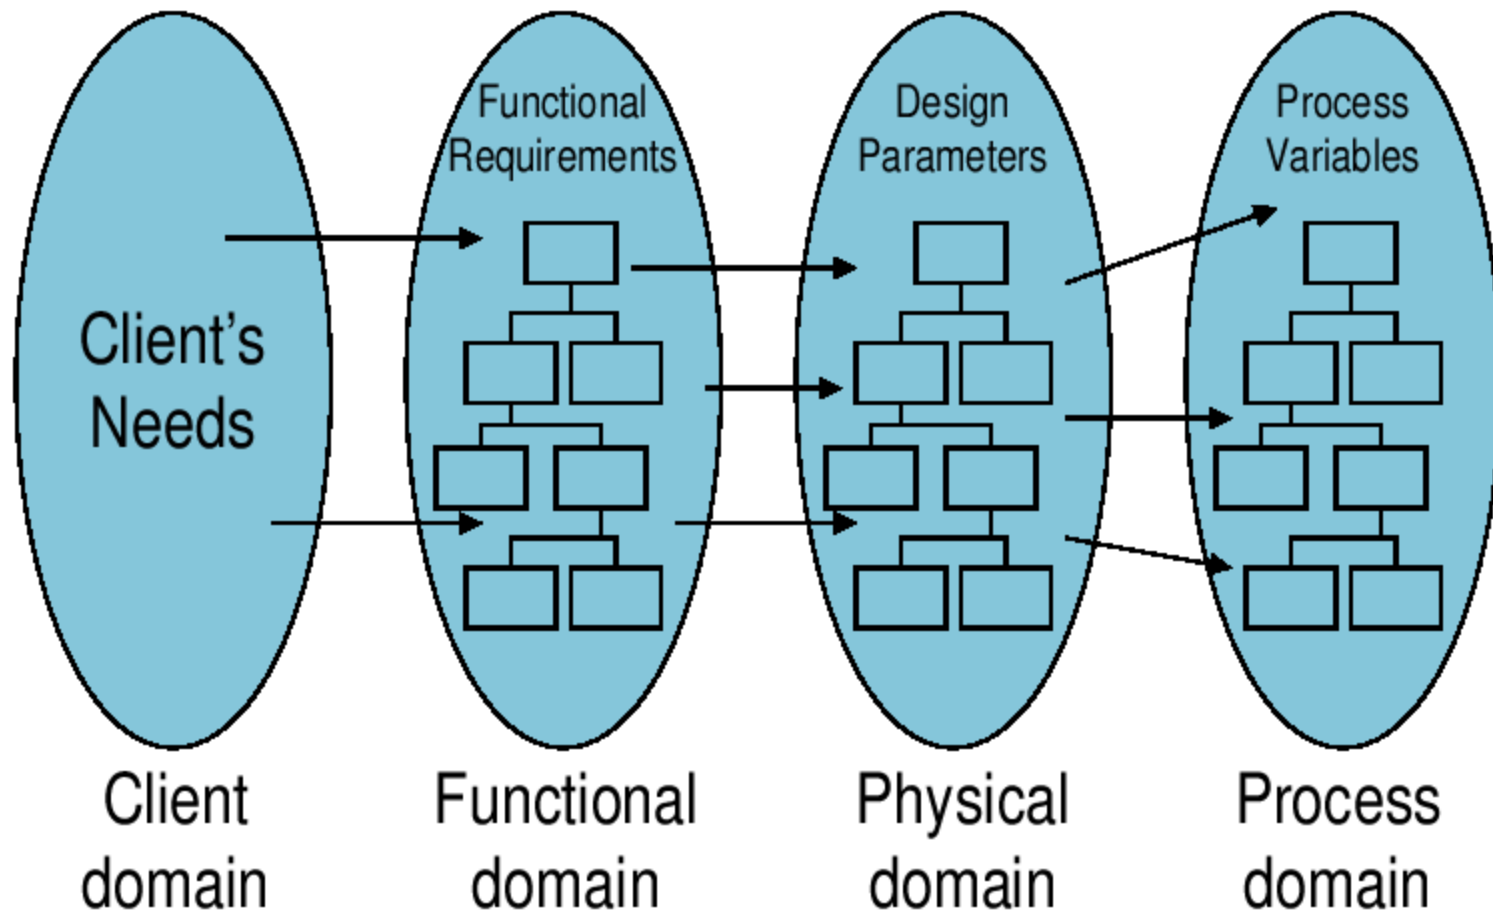 Functional
Requirements
Design
Parameters
Process
Variables
Client’s
Needs
Client
domain
Functional
domain
Physical
domain
Process
domain